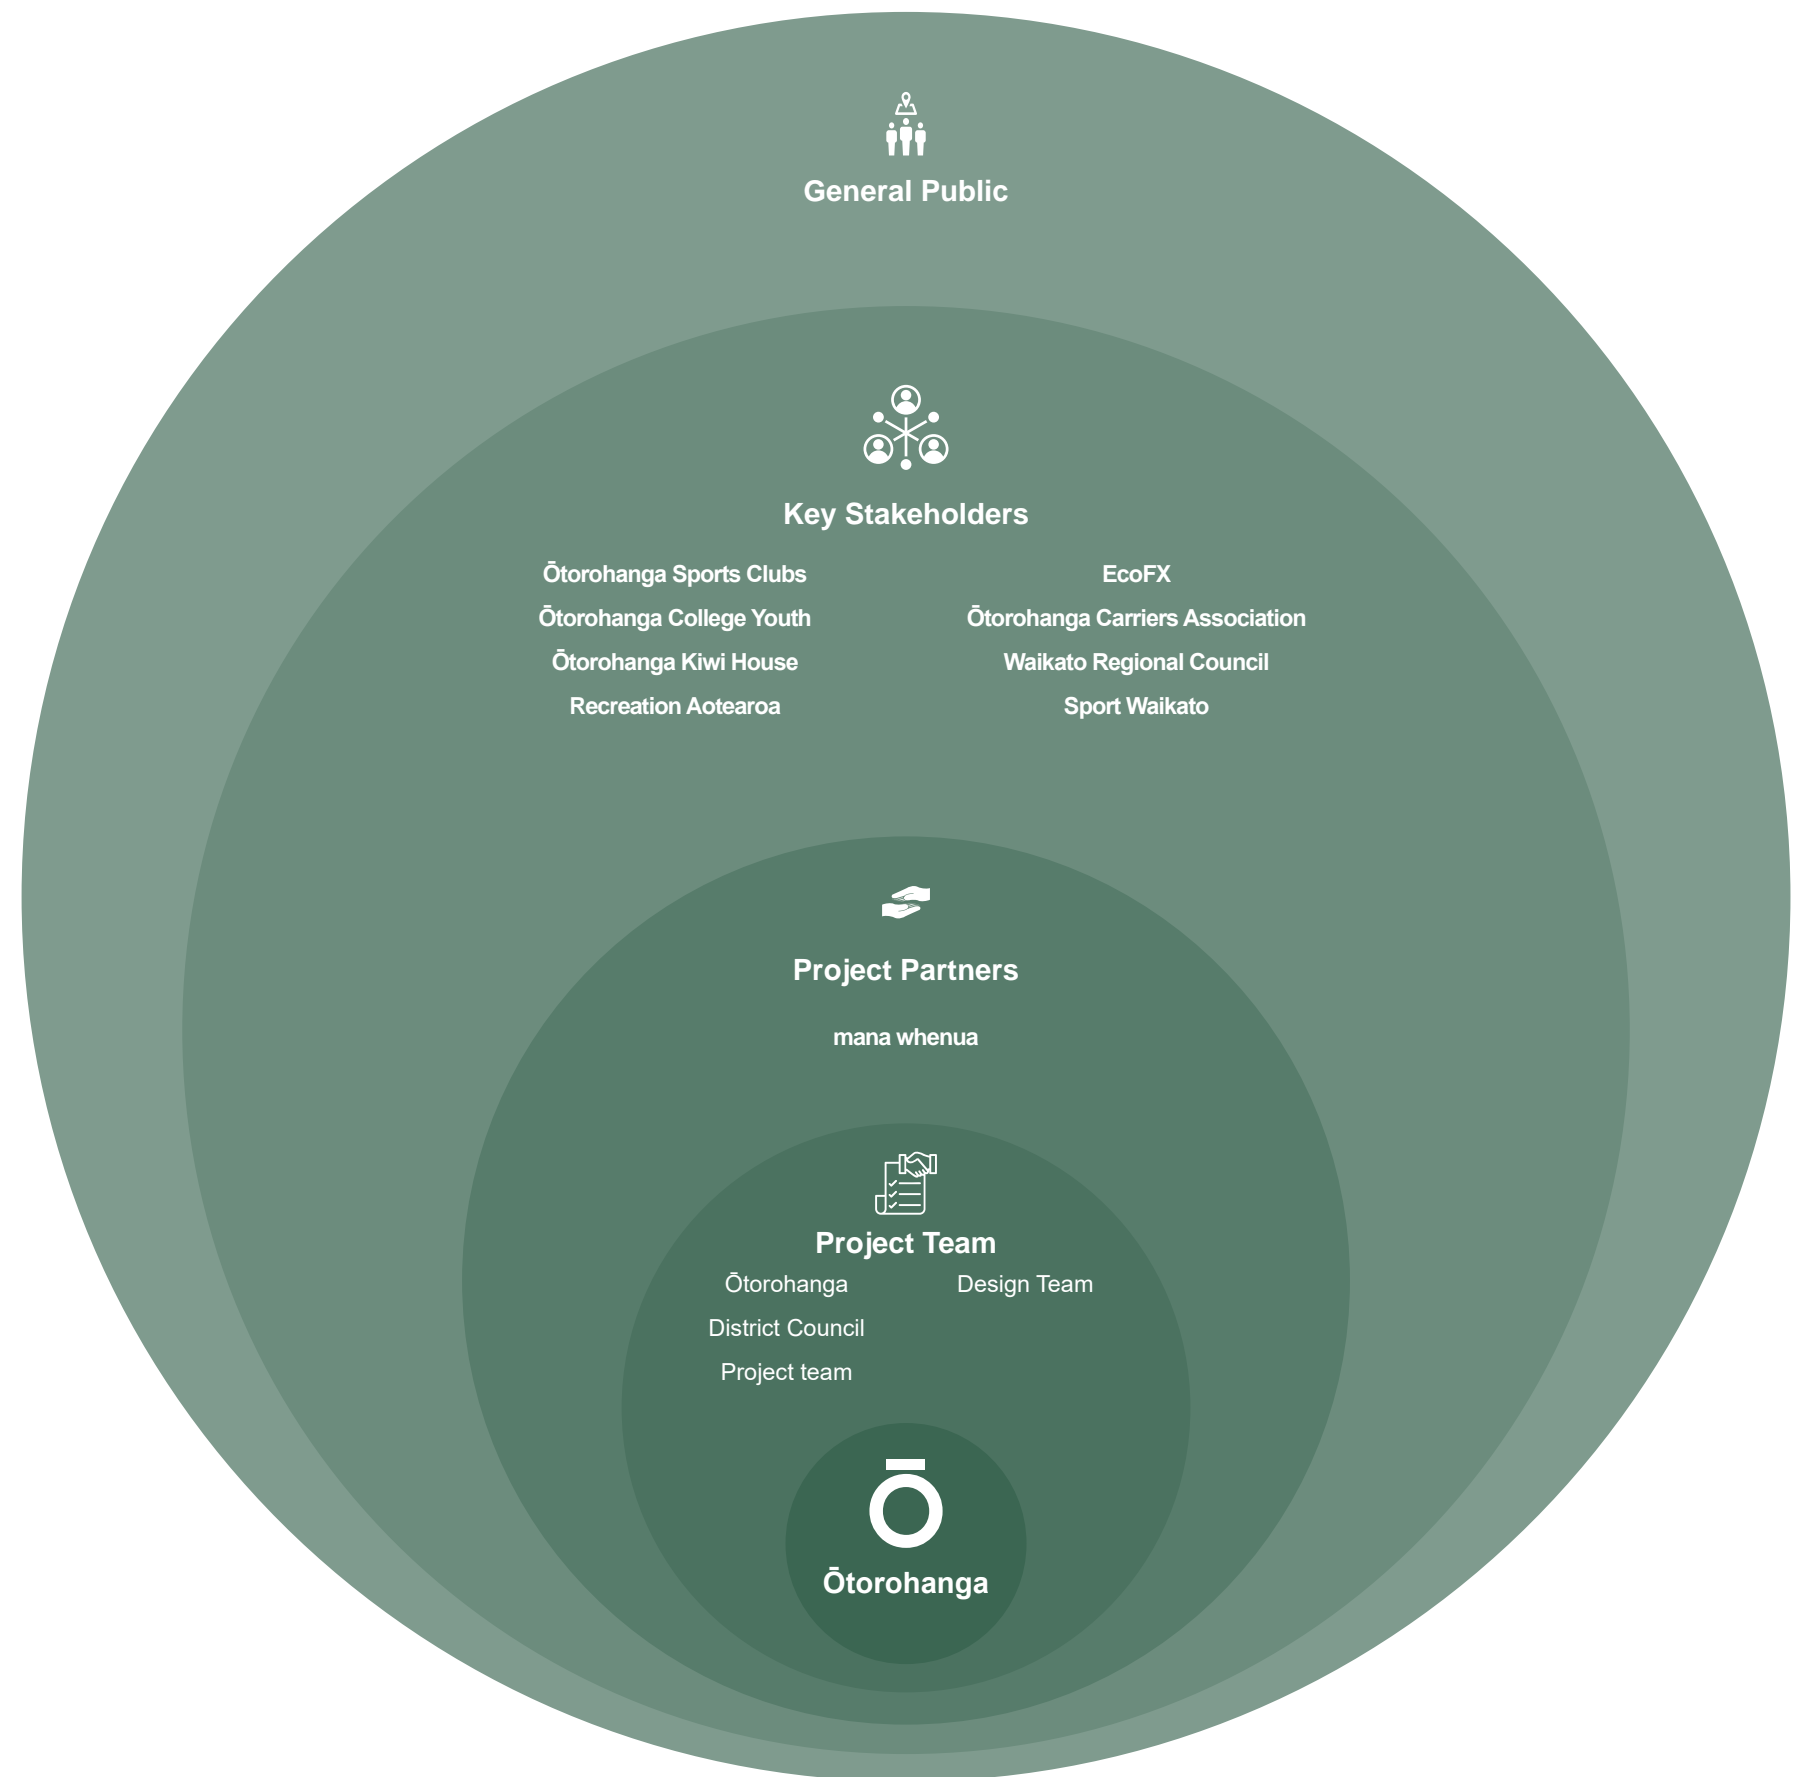 General Public
Key Stakeholders
Ōtorohanga Sports Clubs
Ōtorohanga College Youth
Ōtorohanga Kiwi House
Recreation Aotearoa
EcoFX
Ōtorohanga Carriers Association
Waikato Regional Council
Sport Waikato
Project Partners
mana whenua
Project Team
Ōtorohanga
District Council
Project team
Design Team
Ō
Ōtorohanga